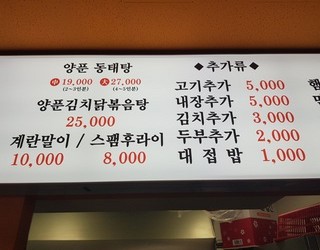 양푼 동태탕
中 19,000 大 27,000
(2~3인분) (4~5인분)
양푼김치닭볶음탕
25,000
계란말이 / 스팸후라이
10,000 8,000
◆추가류◆
고기추가 5,000
내장추가 5,000
김치추가 3,000
두부추가 2,000
대접밥 1,000
햄